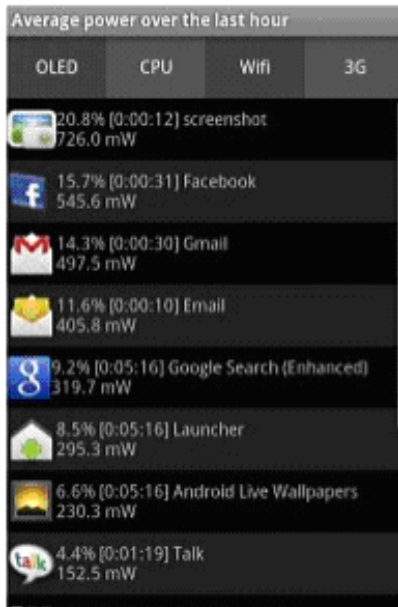 Average power over the last hour
OLED CPU Wifi 3G
20.8% [0:00:12] screenshot
726.0 mW
15.7% [0:00:31] Facebook
545.6 mW
14.3% [0:00:30] Gmail
497.5 mW
11.6% [0:00:10] Email
405.8 mW
9.2% [0:05:16] Google Search (Enhanced)
319.7 mW
8.5% [0:05:16] Launcher
295.3 mW
6.6% [0:05:16] Android Live Wallpapers
230.3 mW
talk
4.4% [0:01:19] Talk
152.5 mW